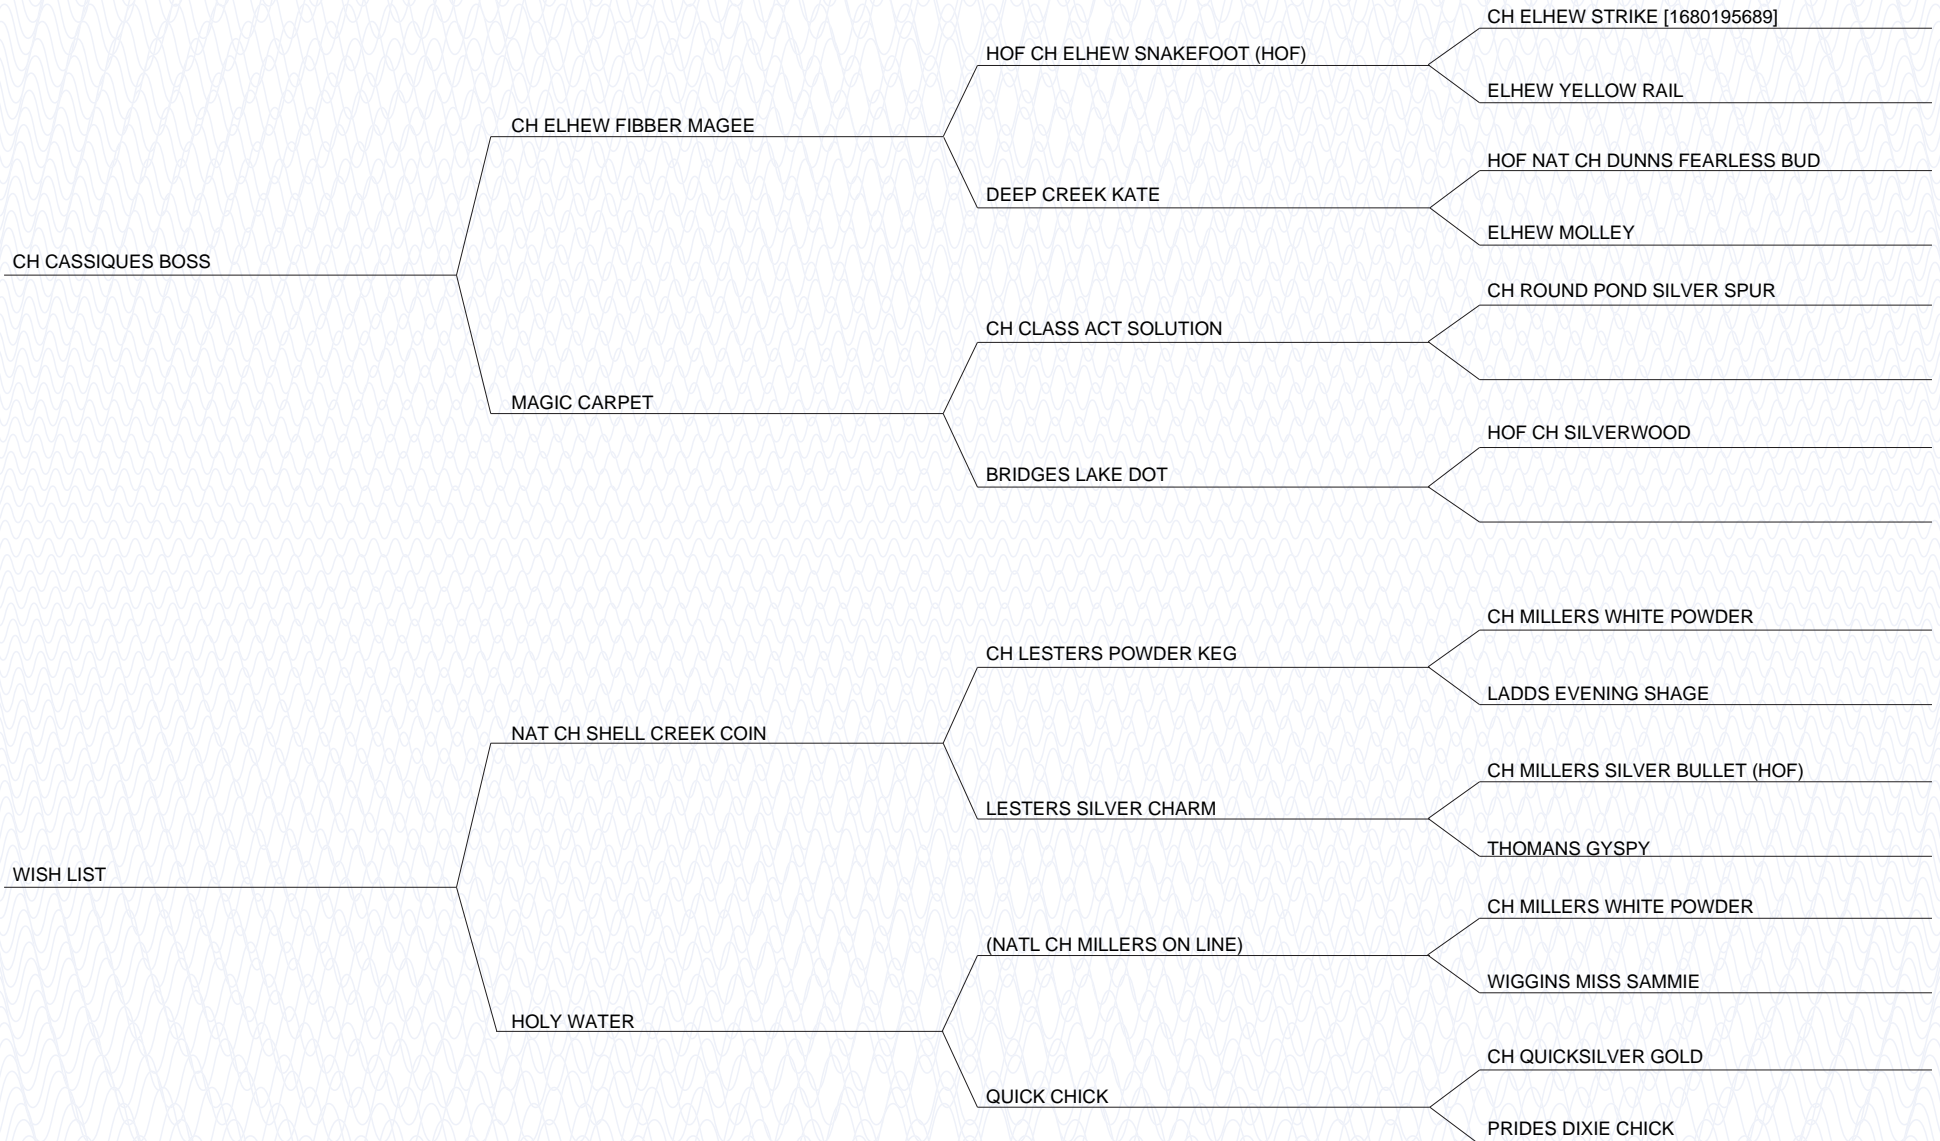 CH ELHEW STRIKE [1680195689]
HOF CH ELHEW SNAKEFOOT (HOF)
ELHEW YELLOW RAIL
CH ELHEW FIBBER MAGEE
HOF NAT CH DUNNS FEARLESS BUD
DEEP CREEK KATE
ELHEW MOLLEY
CH CASSIQUES BOSS
CH ROUND POND SILVER SPUR
CH CLASS ACT SOLUTION
MAGIC CARPET
HOF CH SILVERWOOD
BRIDGES LAKE DOT
CH MILLERS WHITE POWDER
CH LESTERS POWDER KEG
LADDS EVENING SHAGE
NAT CH SHELL CREEK COIN
CH MILLERS SILVER BULLET (HOF)
LESTERS SILVER CHARM
THOMANS GYSPY
WISH LIST
CH MILLERS WHITE POWDER
(NATL CH MILLERS ON LINE)
WIGGINS MISS SAMMIE
HOLY WATER
CH QUICKSILVER GOLD
QUICK CHICK
PRIDES DIXIE CHICK